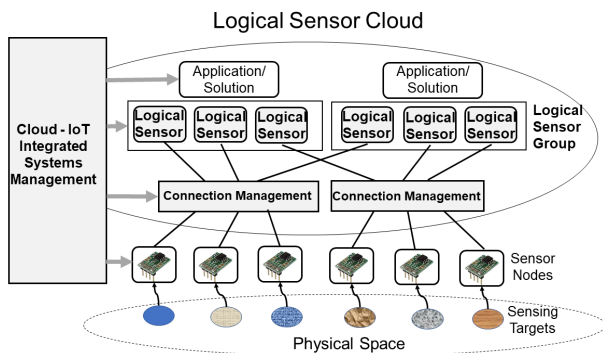 Logical Sensor Cloud
Application/
Solution
Application/
Solution
Logical
Sensor
Logical
Sensor
Logical
Sensor
Logical
Sensor
Logical
Sensor
Logical
Sensor
Logical
Sensor
Group
Cloud - IoT
Integrated
Systems
Management
Connection Management
Connection Management
Sensor
Nodes
Sensing
Targets
Physical Space